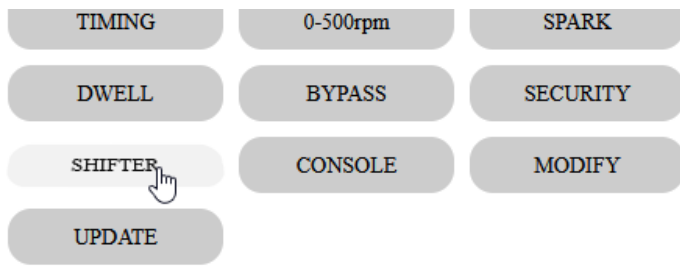 TIMING
0-500rpm
SPARK
DWELL
BYPASS
SECURITY
SHIFTER
CONSOLE
MODIFY
UPDATE